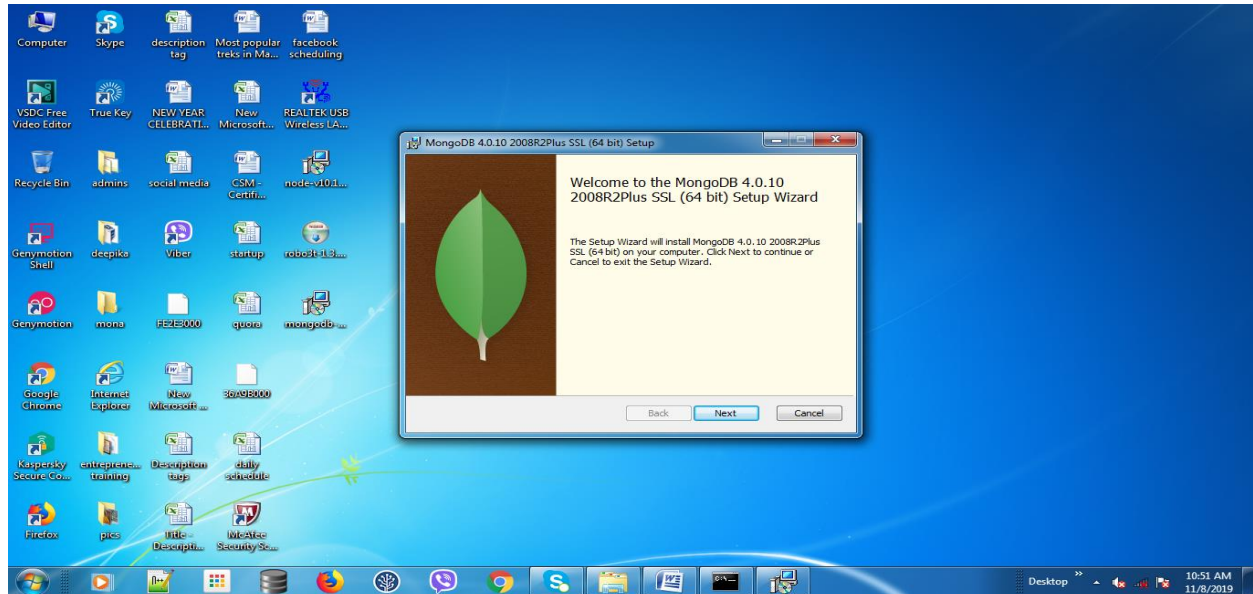 Computer
Skype
description tag
Most popular treks in Ma...
facebook scheduling
VSDC Free Video Editor
True Key
NEW YEAR CELEBRATI...
New Microsoft...
REALTEK USB Wireless LA...
Recycle Bin
admins
social media
CSM - Certifi...
node-v10.1...
Genymotion Shell
deepika
Viber
startup
robo3t-1.3....
Genymotion
mona
FE2E3000
quora
mongodb-...
Google Chrome
Internet Explorer
New Microsoft ...
36A9B000
Kaspersky Secure Co...
entreprene... training
Description tags
daily schedule
Firefox
pics
Title - Descripti...
McAfee Security Sc...
MongoDB 4.0.10 2008R2Plus SSL (64 bit) Setup
Welcome to the MongoDB 4.0.10
2008R2Plus SSL (64 bit) Setup Wizard
The Setup Wizard will install MongoDB 4.0.10 2008R2Plus
SSL (64 bit) on your computer. Click Next to continue or
Cancel to exit the Setup Wizard.
Back Next Cancel
Desktop
10:51 AM
11/8/2019